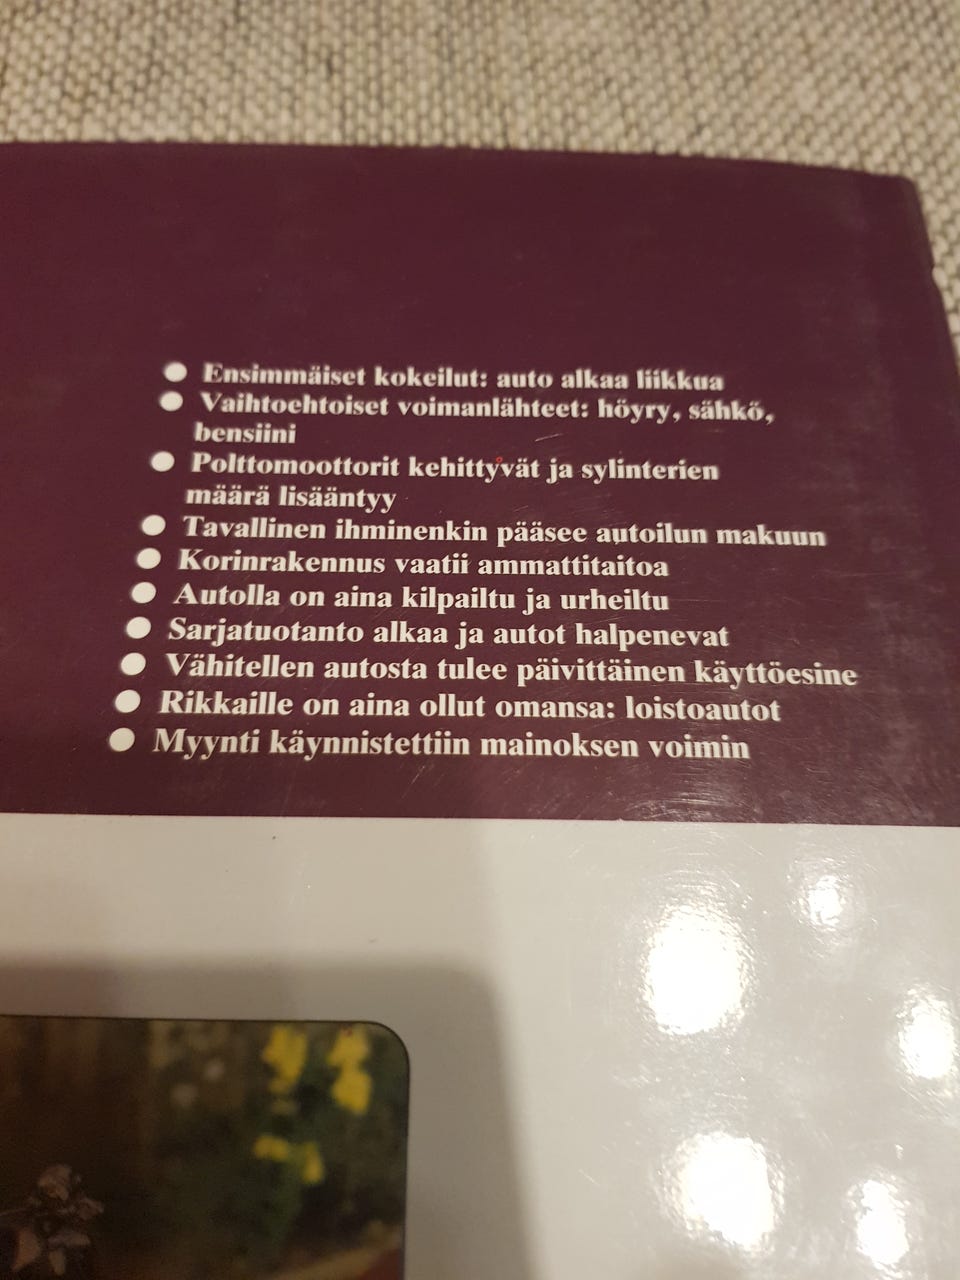 ● Ensimmäiset kokeilut: auto alkaa liikkua
● Vaihtoehtoiset voimanlähteet: höyry, sähkö,
bensiini
● Polttomoottorit kehittyvät ja sylinterien
määrä lisääntyy
● Tavallinen ihminenkin pääsee autoilun makuun
● Korinrakennus vaatii ammattitaitoa
● Autolla on aina kilpailtu ja urheiltu
● Sarjatuotanto alkaa ja autot halpenevat
● Vähitellen autosta tulee päivittäinen käyttöesine
● Rikkaille on aina ollut omansa: loistoautot
● Myynti käynnistettiin mainoksen voimin